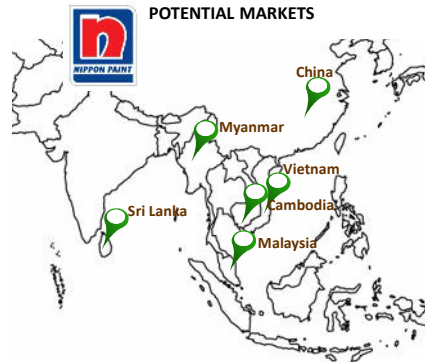 POTENTIAL MARKETS
n
NIPPON PAINT
China
Myanmar
Vietnam
Cambodia
Sri Lanka
Malaysia